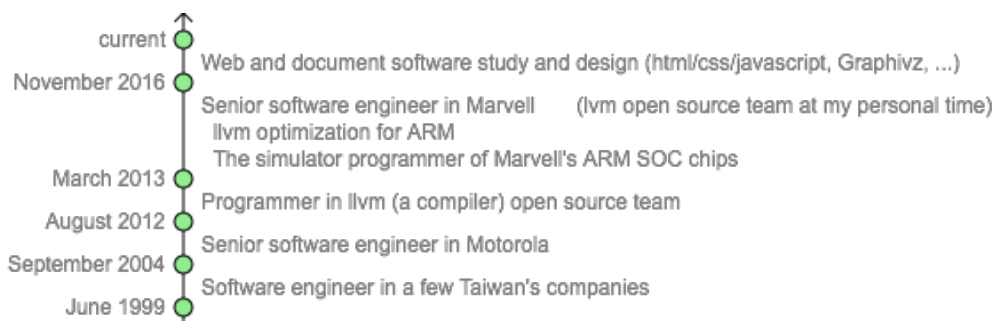 current
Web and document software study and design (html/css/javascript, Graphivz, ...)
November 2016
Senior software engineer in Marvell (lvm open source team at my personal time)
llvm optimization for ARM
The simulator programmer of Marvell's ARM SOC chips
March 2013
Programmer in llvm (a compiler) open source team
August 2012
Senior software engineer in Motorola
September 2004
Software engineer in a few Taiwan's companies
June 1999